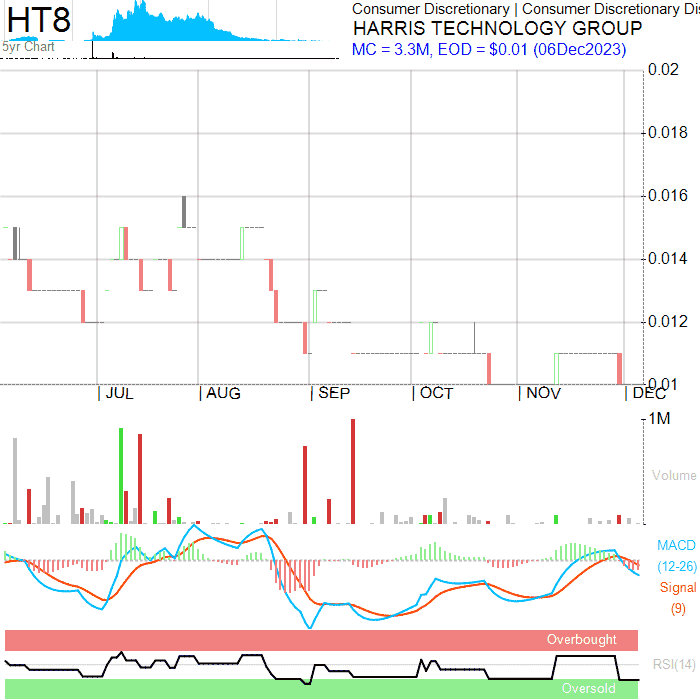 HT8
5yr Chart
Consumer Discretionary | Consumer Discretionary Dis
HARRIS TECHNOLOGY GROUP
MC = 3.3M, EOD = $0.01 (06Dec2023)
0.02
0.018
0.016
0.014
0.012
0.01
| JUL | AUG | SEP | OCT | NOV | DEC
1M
Volume
MACD
(12-26)
Signal
(9)
Overbought
RSI(14)
Oversold